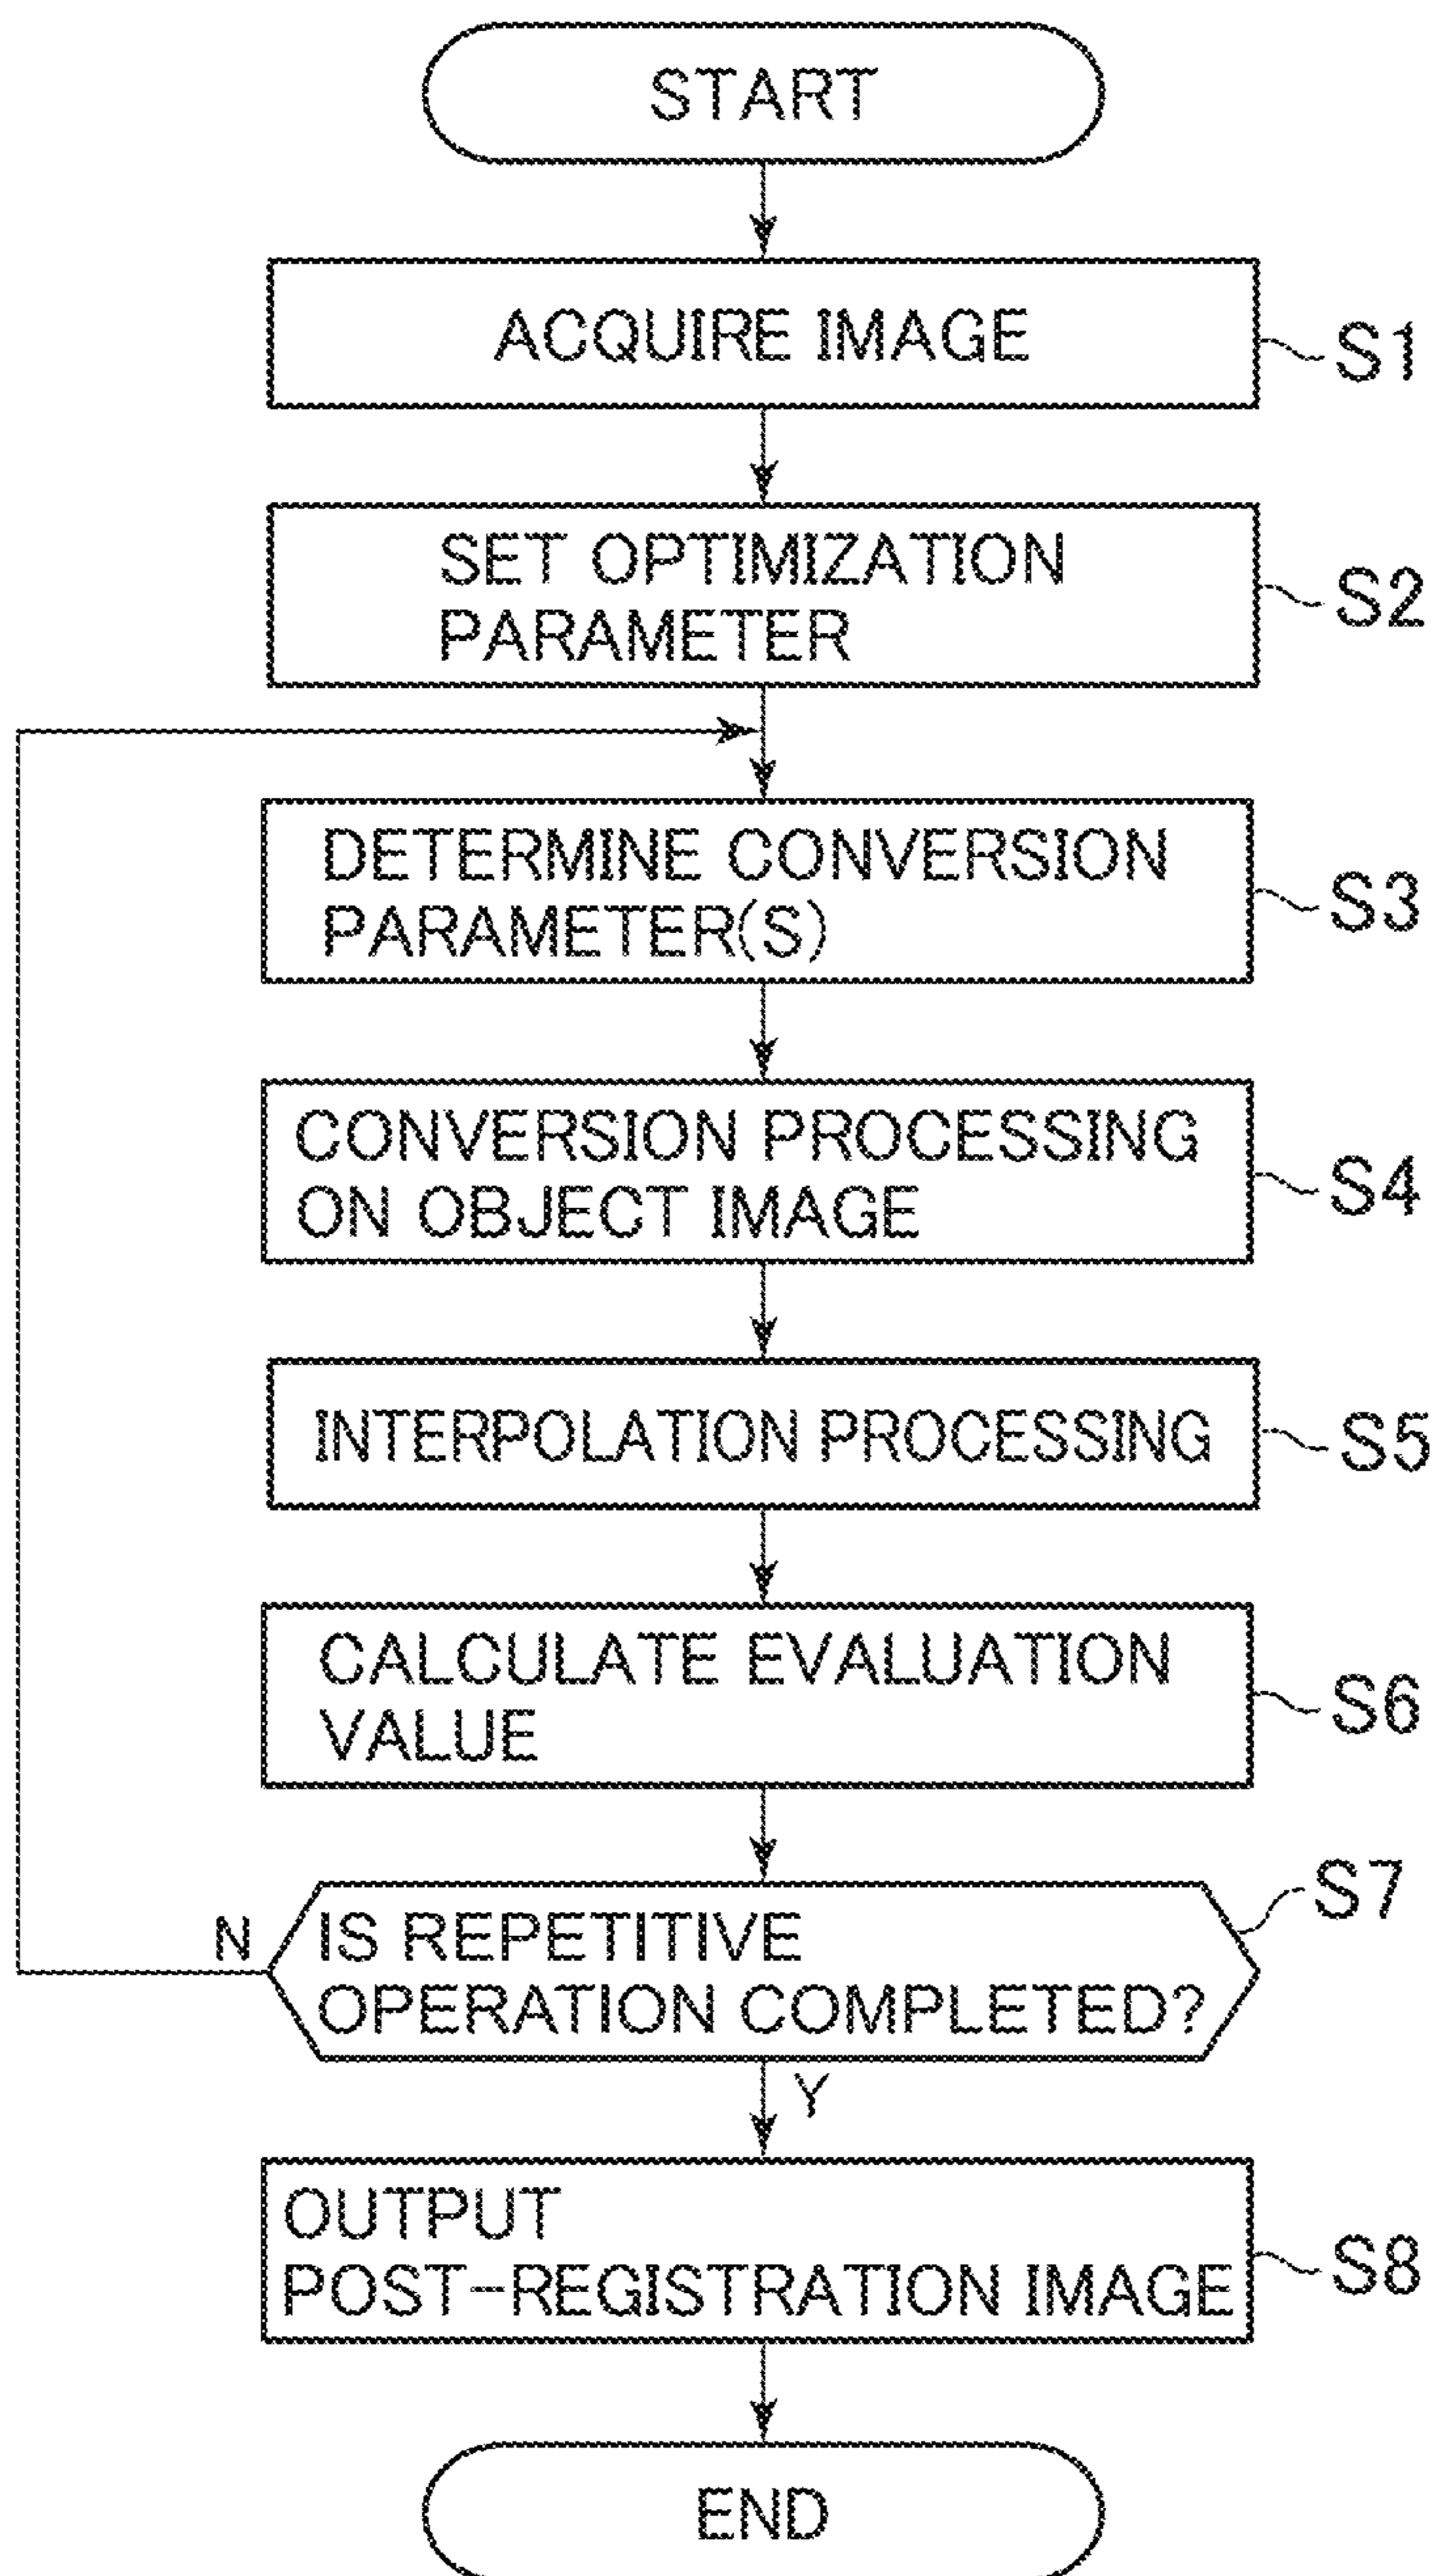 START
ACQUIRE IMAGE
S1
SET OPTIMIZATION
PARAMETER
S2
DETERMINE CONVERSION
PARAMETER(S)
S3
CONVERSION PROCESSING
ON OBJECT IMAGE
S4
INTERPOLATION PROCESSING
S5
CALCULATE EVALUATION
VALUE
S6
S7
N
IS REPETITIVE
OPERATION COMPLETED?
Y
OUTPUT
POST-REGISTRATION IMAGE
S8
END